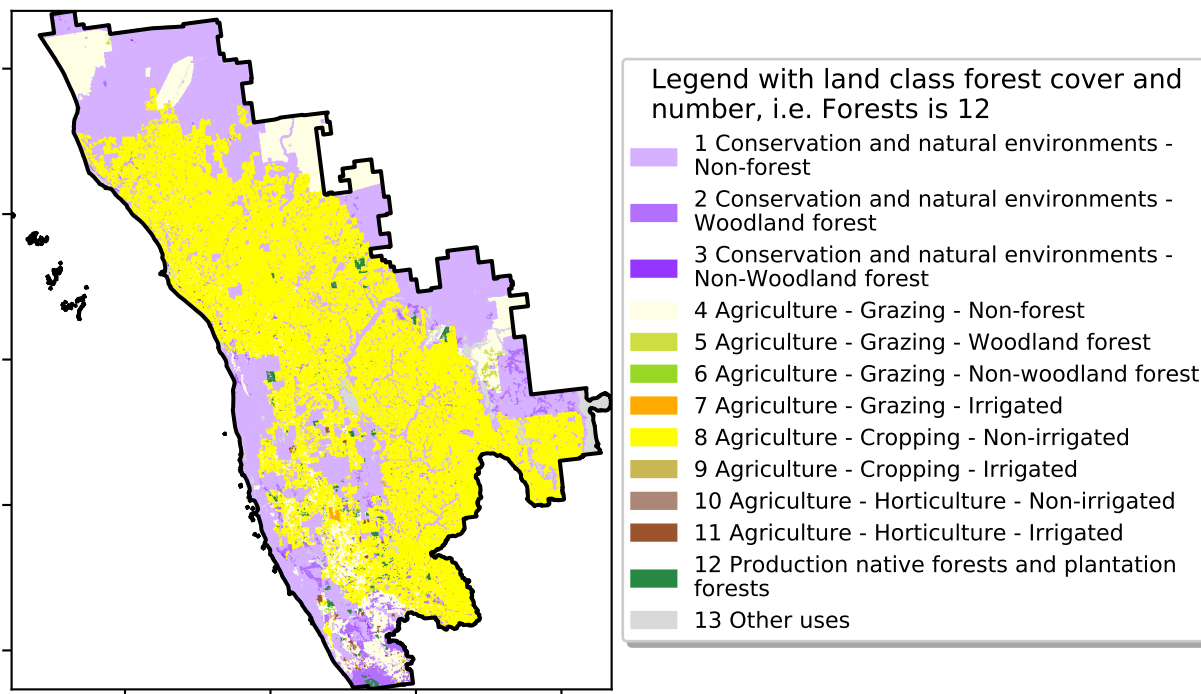 Legend with land class forest cover and
number, i.e. Forests is 12
1 Conservation and natural environments -
Non-forest
2 Conservation and natural environments -
Woodland forest
3 Conservation and natural environments -
Non-Woodland forest
4 Agriculture - Grazing - Non-forest
5 Agriculture - Grazing - Woodland forest
6 Agriculture - Grazing - Non-woodland forest
7 Agriculture - Grazing - Irrigated
8 Agriculture - Cropping - Non-irrigated
9 Agriculture - Cropping - Irrigated
10 Agriculture - Horticulture - Non-irrigated
11 Agriculture - Horticulture - Irrigated
12 Production native forests and plantation
forests
13 Other uses